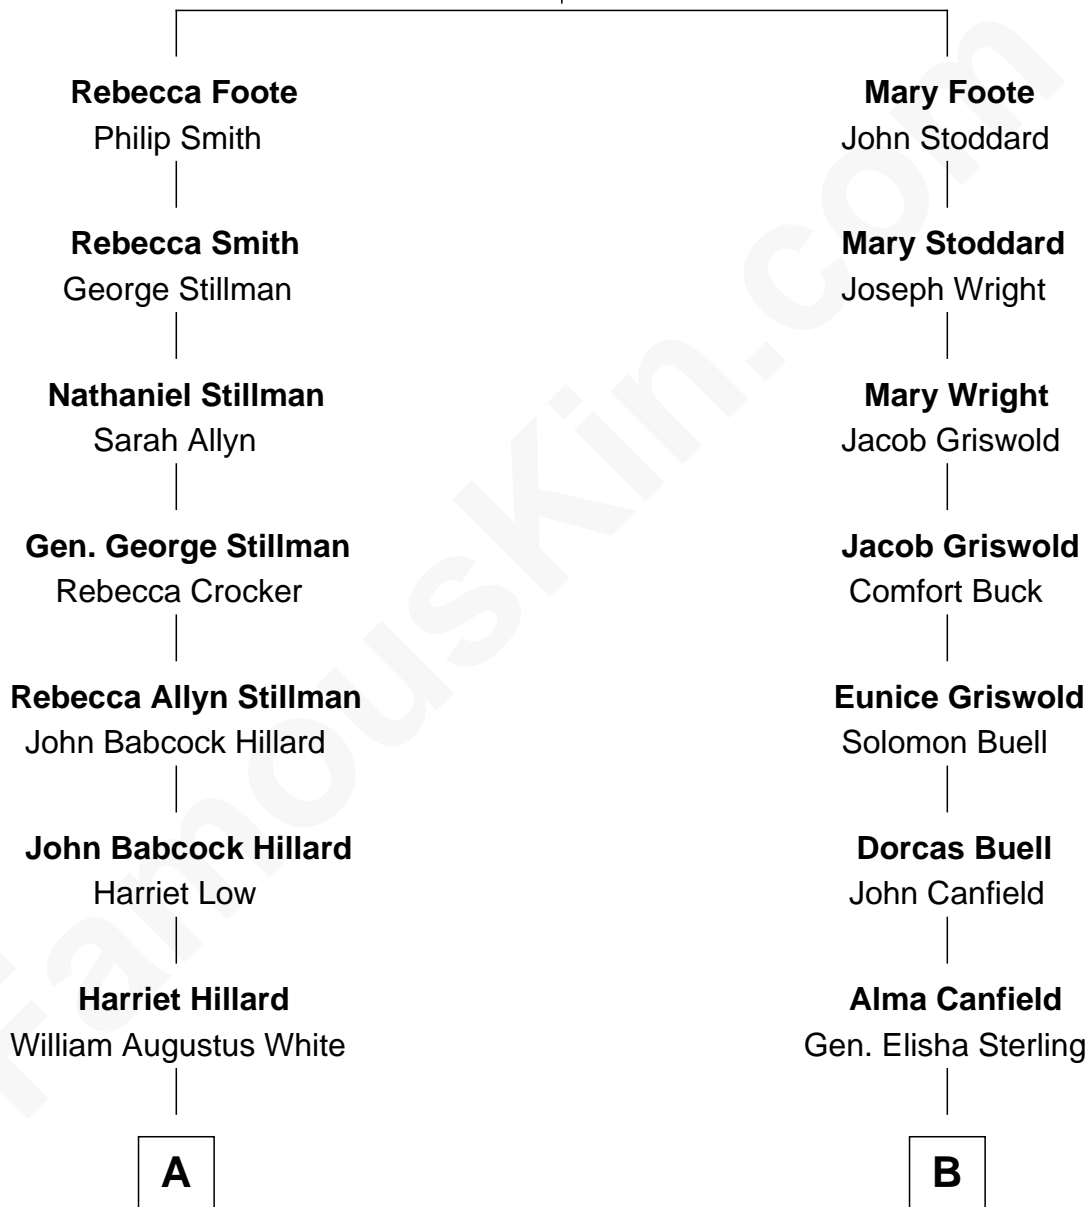 Rebecca Foote
Philip Smith
Rebecca Smith
George Stillman
Nathaniel Stillman
Sarah Allyn
Gen. George Stillman
Rebecca Crocker
Rebecca Allyn Stillman
John Babcock Hillard
John Babcock Hillard
Harriet Low
Harriet Hillard
William Augustus White
A
Mary Foote
John Stoddard
Mary Stoddard
Joseph Wright
Mary Wright
Jacob Griswold
Jacob Griswold
Comfort Buck
Eunice Griswold
Solomon Buell
Dorcas Buell
John Canfield
Alma Canfield
Gen. Elisha Sterling
B
FamousKin.com